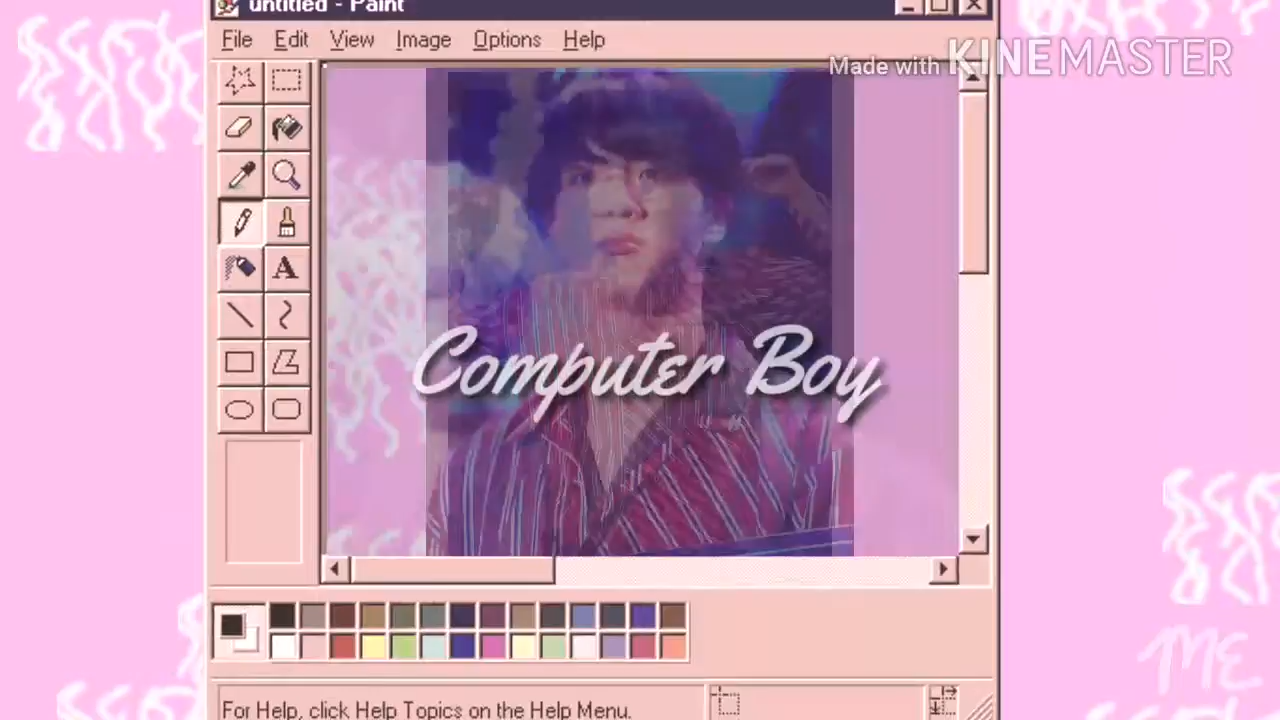 untitled - Paint
File Edit View Image Options Help
Made with KINEMASTER
A
Computer Boy
ME
For Help, click Help Topics on the Help Menu.